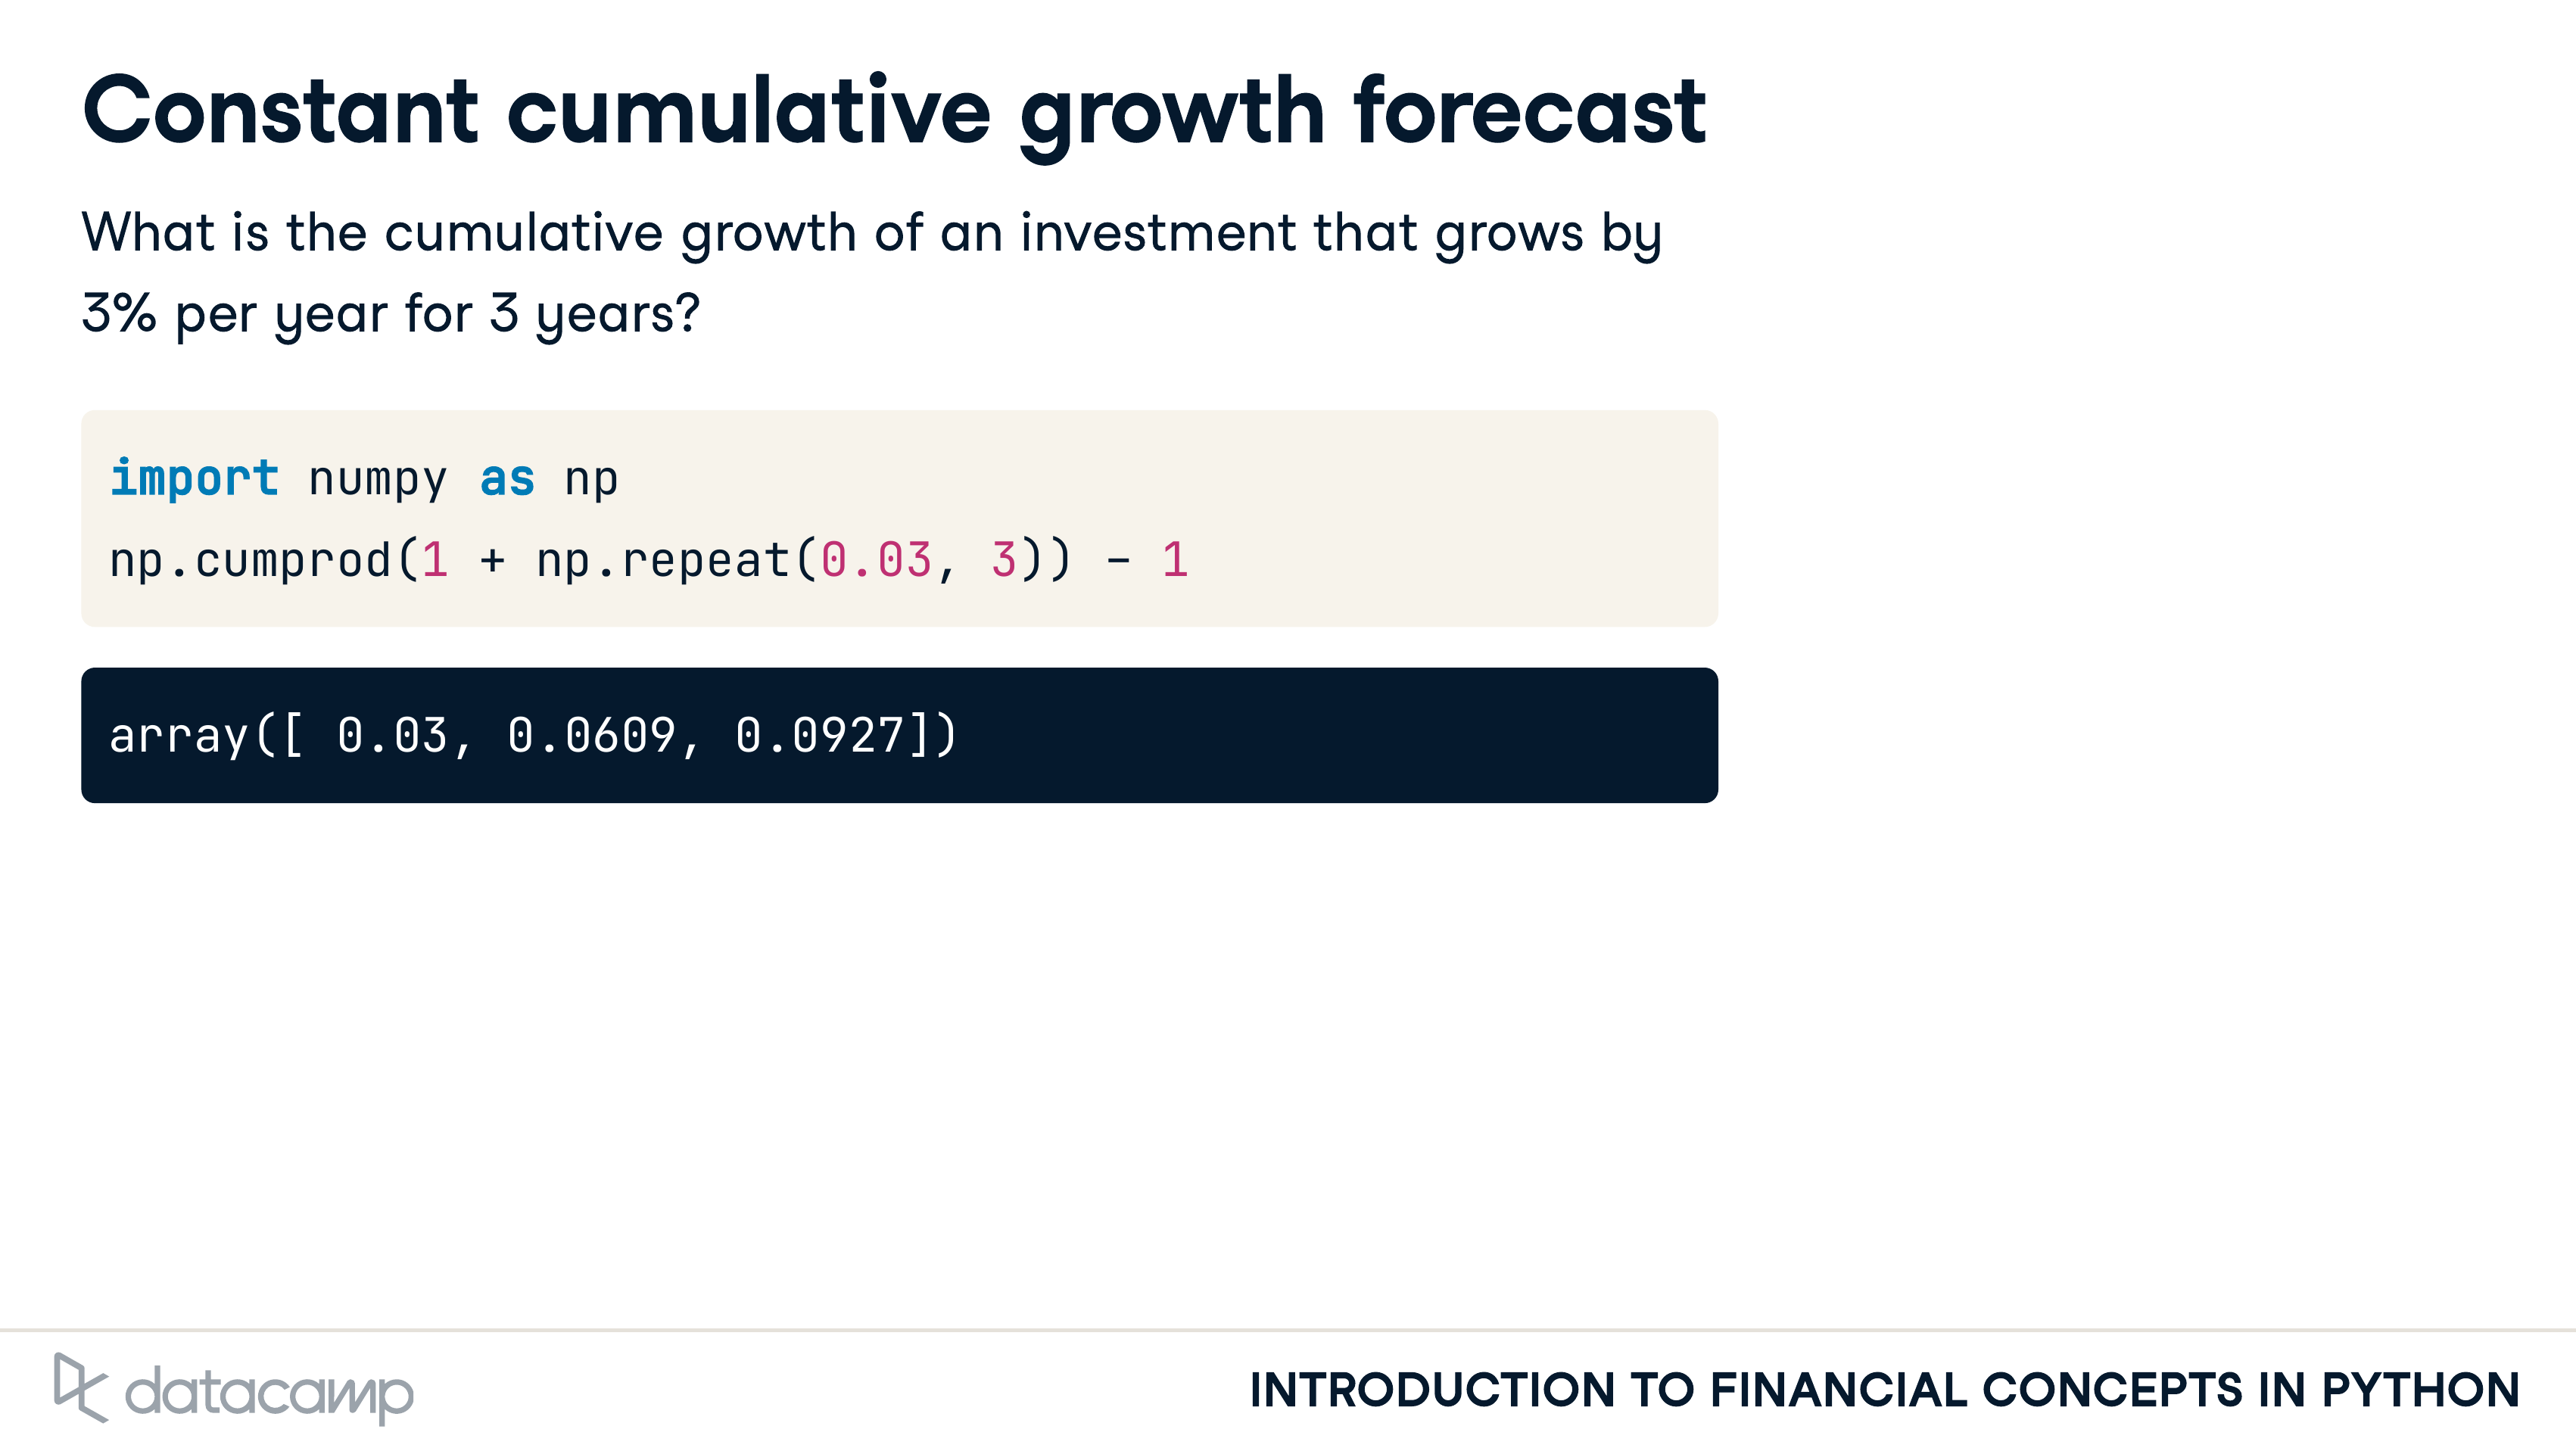 Constant cumulative growth forecast
What is the cumulative growth of an investment that grows by
3% per year for 3 years?
import numpy as np
np.cumprod(1 + np.repeat(0.03, 3)) - 1
array([ 0.03, 0.0609, 0.0927])
datacamp
INTRODUCTION TO FINANCIAL CONCEPTS IN PYTHON